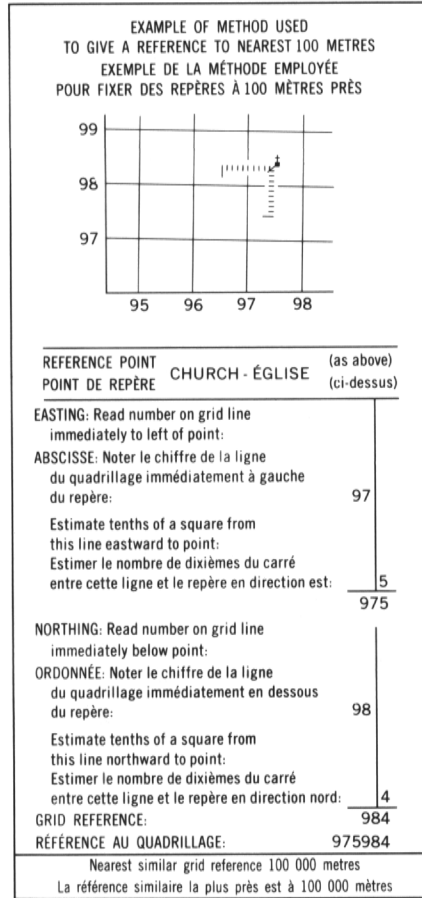 EXAMPLE OF METHOD USED
TO GIVE A REFERENCE TO NEAREST 100 METRES
EXEMPLE DE LA MÉTHODE EMPLOYÉE
POUR FIXER DES REPÈRES À 100 MÈTRES PRÈS
99
98
97
95 96 97 98
REFERENCE POINT
POINT DE REPÈRE CHURCH - ÉGLISE (as above)
(ci-dessus)
EASTING: Read number on grid line
immediately to left of point:
ABSCISSE: Noter le chiffre de la ligne
du quadrillage immédiatement à gauche
du repère: 97
Estimate tenths of a square from
this line eastward to point:
Estimer le nombre de dixièmes du carré
entre cette ligne et le repère en direction est: 5
975
NORTHING: Read number on grid line
immediately below point:
ORDONNÉE: Noter le chiffre de la ligne
du quadrillage immédiatement en dessous
du repère: 98
Estimate tenths of a square from
this line northward to point:
Estimer le nombre de dixièmes du carré
entre cette ligne et le repère en direction nord: 4
GRID REFERENCE: 984
RÉFÉRENCE AU QUADRILLAGE: 975984
Nearest similar grid reference 100 000 metres
La référence similaire la plus près est à 100 000 mètres